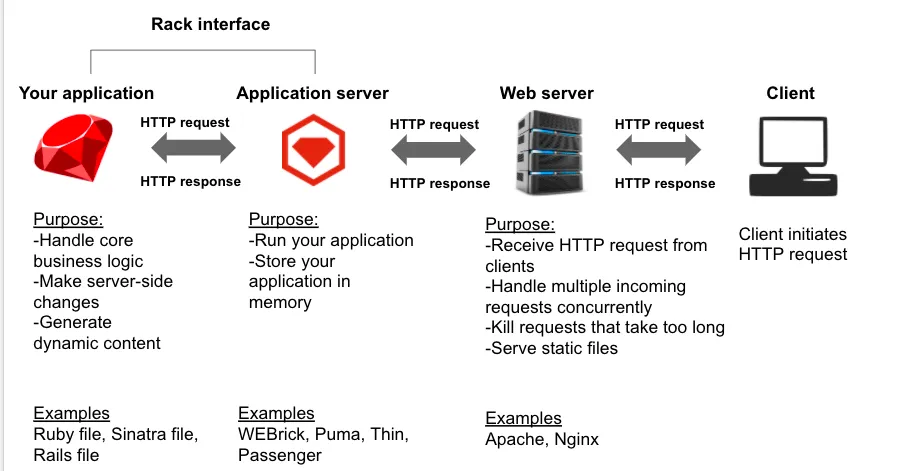 Rack interface
Your application
Application server
Web server
Client
HTTP request
HTTP response
HTTP request
HTTP response
HTTP request
HTTP response
Purpose:
-Handle core
business logic
-Make server-side
changes
-Generate
dynamic content
Purpose:
-Run your application
-Store your
application in
memory
Purpose:
-Receive HTTP request from
clients
-Handle multiple incoming
requests concurrently
-Kill requests that take too long
-Serve static files
Client initiates
HTTP request
Examples
Ruby file, Sinatra file,
Rails file
Examples
WEBrick, Puma, Thin,
Passenger
Examples
Apache, Nginx